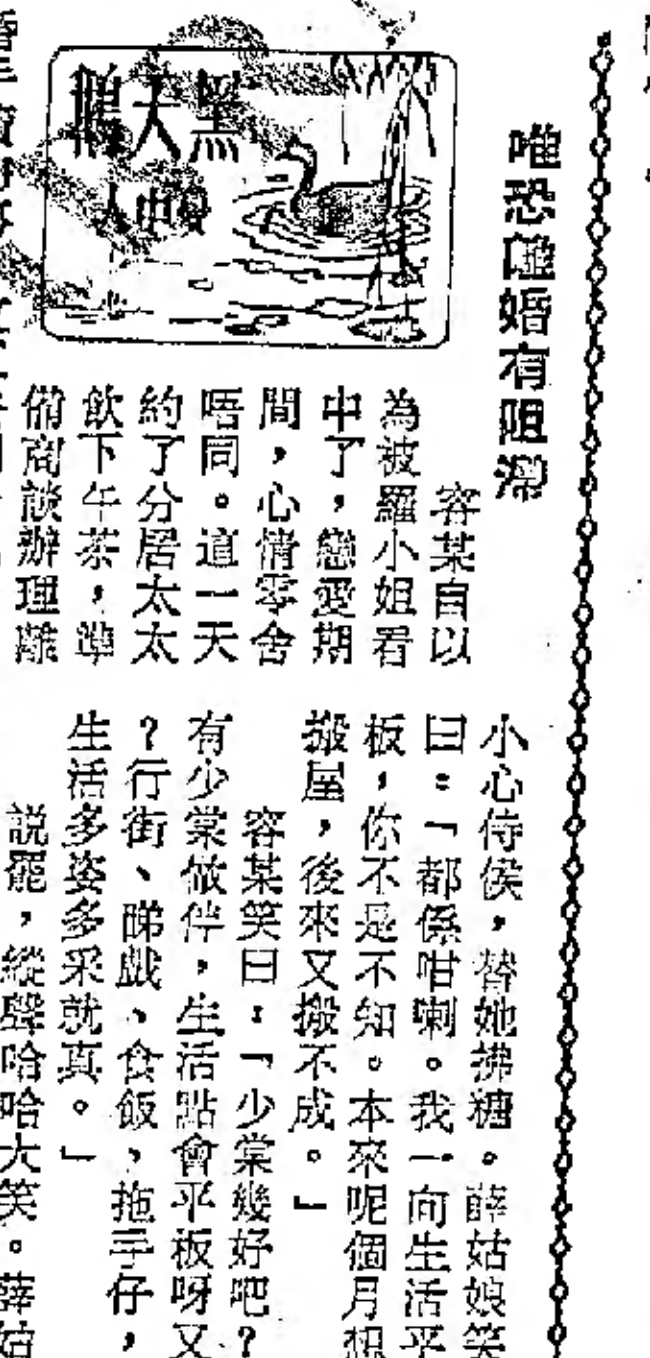 唯恐離婚有阻滯
黑天鵝
容某自以
為被羅小姐看
中了，戀愛期
間，心情零舍
唔同。這一天
約了分居太太
飲下午茶，準
備商談辦理離
小心侍侯，替她拂糖。薛姑娘笑
曰：「都係咁喇。我一向生活平
板，你不是不知。本來呢個月想
搬屋，後來又搬不成。」
容某笑曰：「少棠幾好吧？
有少棠做伴，生活點會平板呀又
？行街、睇戲、食飯，拖手仔，
生活多姿多采就真。」
説罷，縱聲哈哈大笑。薛姑